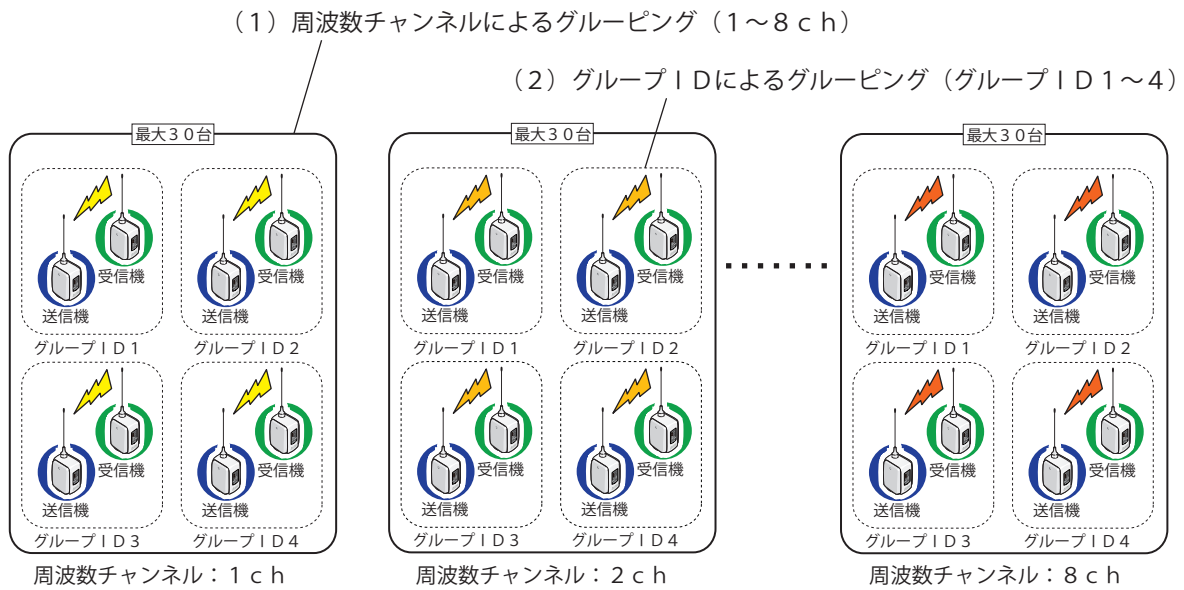 （１）周波数チャンネルによるグルーピング（１～８ｃｈ）
（２）グループＩＤによるグルーピング（グループＩＤ１～４）
最大３０台
受信機
送信機
グループＩＤ１
受信機
送信機
グループＩＤ２
受信機
送信機
グループＩＤ３
受信機
送信機
グループＩＤ４
周波数チャンネル：１ｃｈ
最大３０台
受信機
送信機
グループＩＤ１
受信機
送信機
グループＩＤ２
受信機
送信機
グループＩＤ３
受信機
送信機
グループＩＤ４
周波数チャンネル：２ｃｈ
最大３０台
受信機
送信機
グループＩＤ１
受信機
送信機
グループＩＤ２
受信機
送信機
グループＩＤ３
受信機
送信機
グループＩＤ４
周波数チャンネル：８ｃｈ